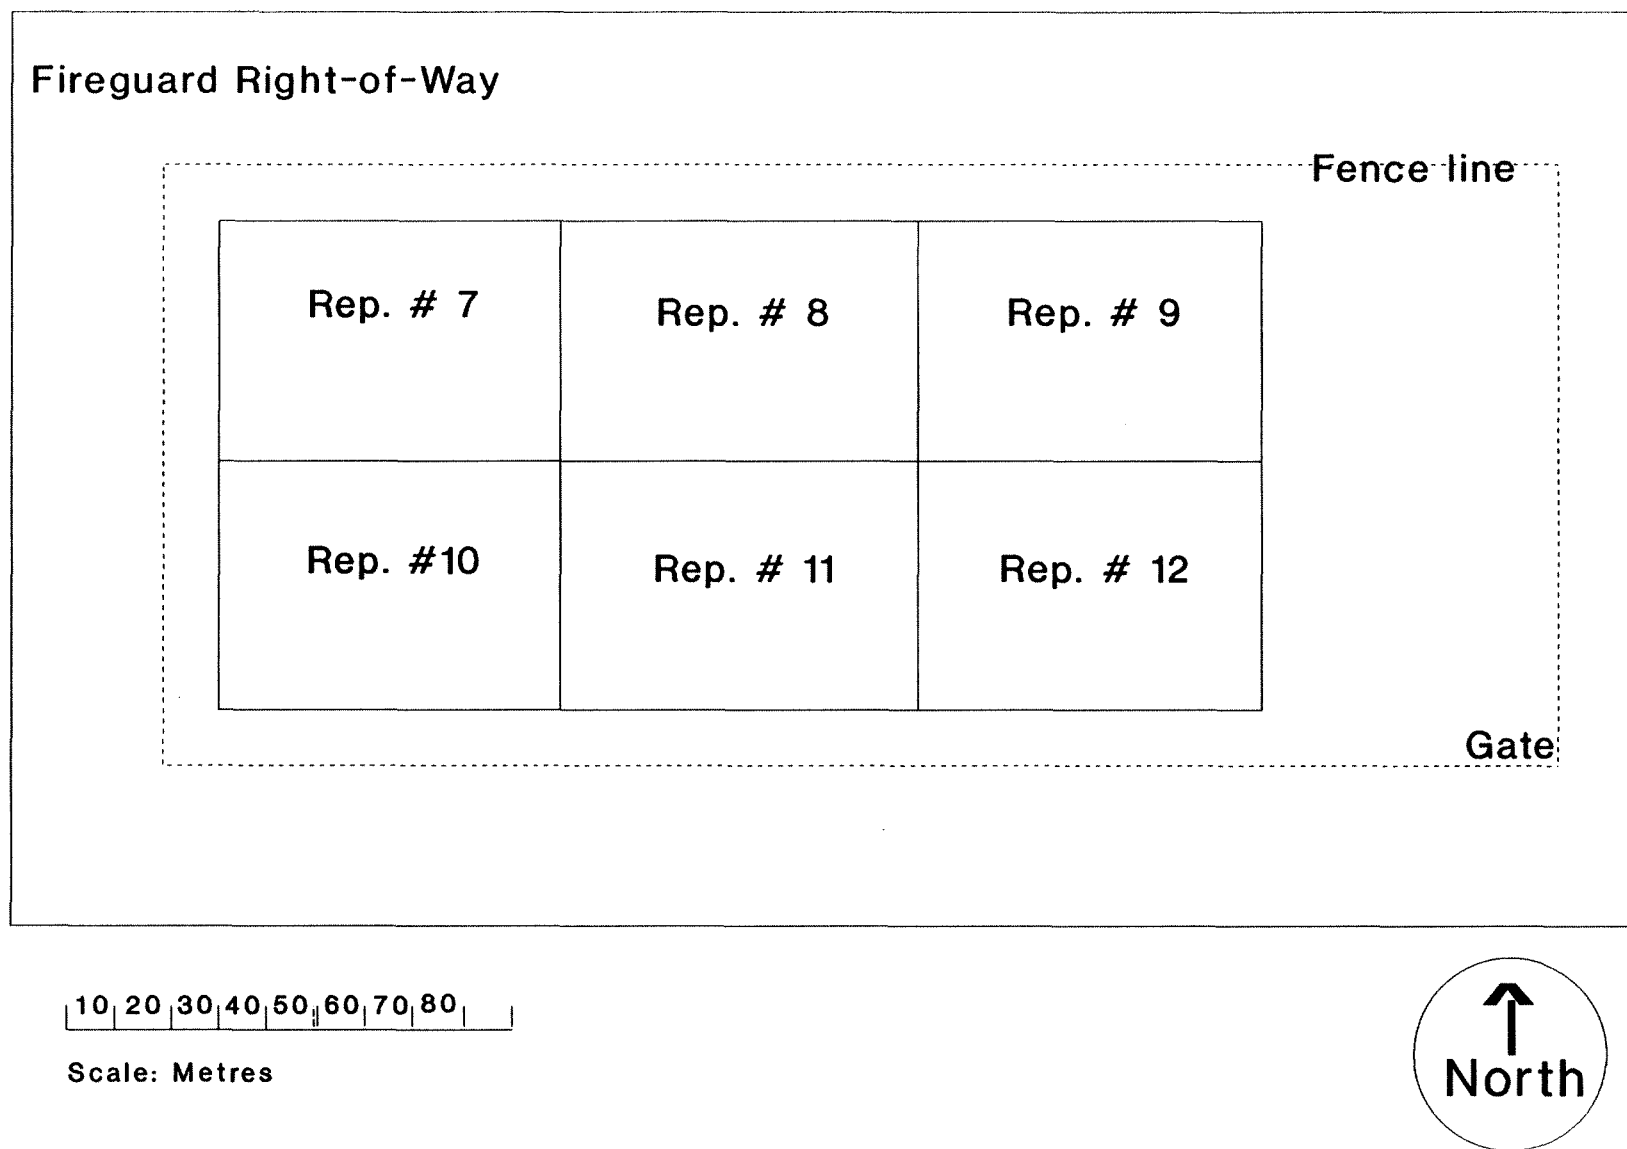 Fireguard Right-of-Way
Fence line
Rep. # 7
Rep. # 8
Rep. # 9
Rep. #10
Rep. # 11
Rep. # 12
Gate
10 20 30 40 50 60 70 80
Scale: Metres
North